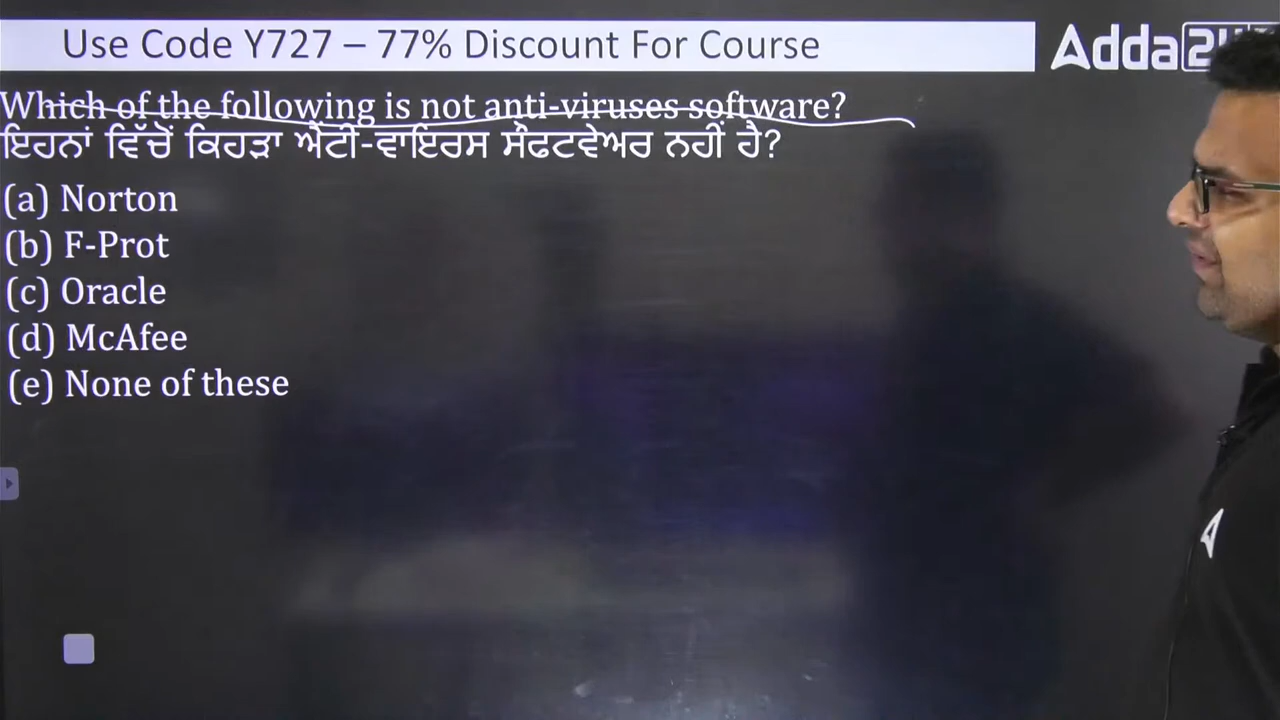 Use Code Y727 – 77% Discount For Course
Adda
Which of the following is not anti-viruses software?
ਇਹਨਾਂ ਵਿੱਚੋਂ ਕਿਹੜਾ ਐਂਟੀ-ਵਾਇਰਸ ਸੌਫਟਵੇਅਰ ਨਹੀਂ ਹੈ?
(a) Norton
(b) F-Prot
(c) Oracle
(d) McAfee
(e) None of these